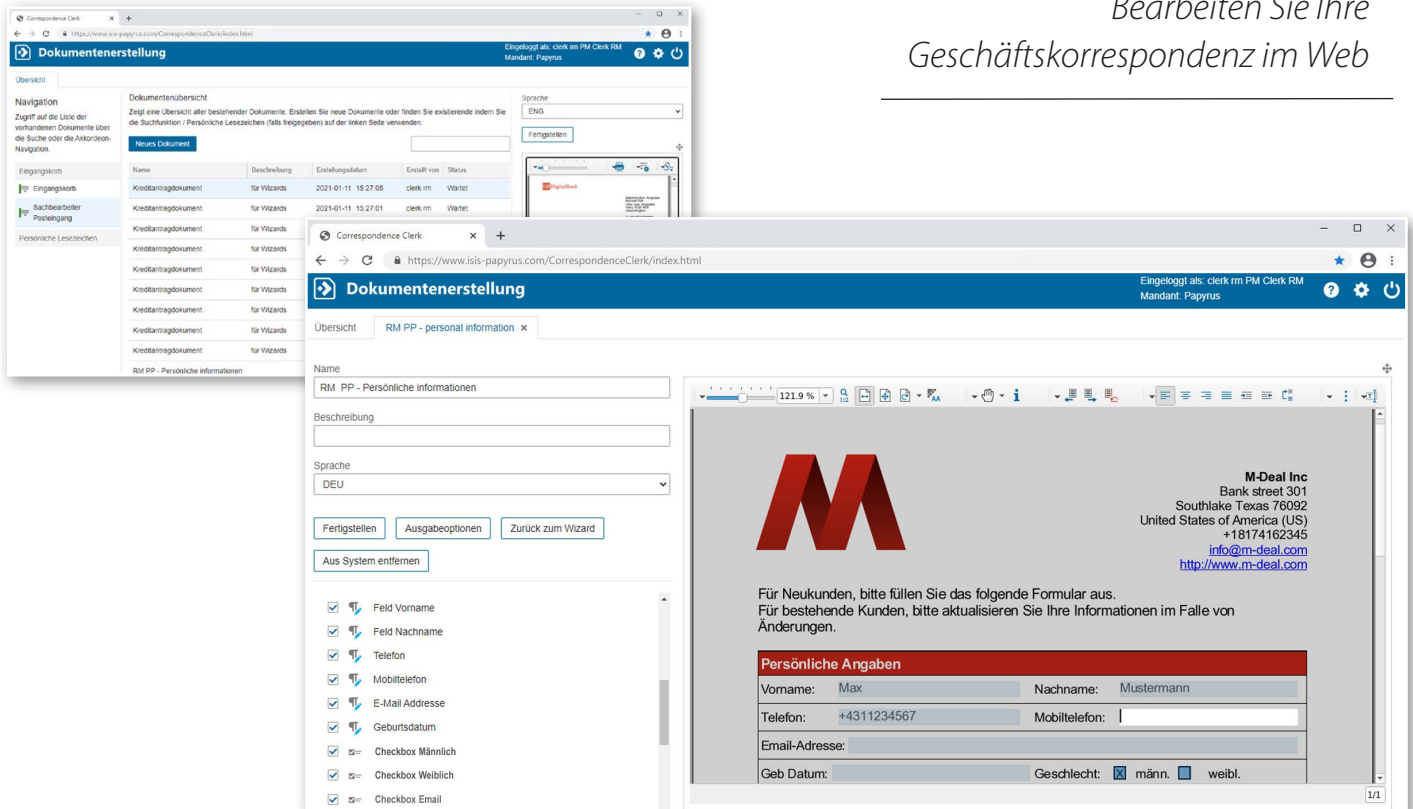 Bearbeiten Sie Ihre
Geschäftskorrespondenz im Web
Correspondence Clerk
https://www.isis-papyrus.com/CorrespondenceClerk/index.html
Dokumentenerstellung
Eingeloggt als: clerk rm PM Clerk RM
Mandant: Papyrus
Übersicht
Navigation
Zugriff auf die Liste der
vorhandenen Dokumente über
die Suche oder die Akkordeon-
Navigation.
Eingangskorb
Eingangskorb
Sachbearbeiter
Posteingang
Persönliche Lesezeichen
Dokumentenübersicht
Zeigt eine Übersicht aller bestehender Dokumente. Erstellen Sie neue Dokumente oder finden Sie existierende indem Sie
die Suchfunktion / Persönliche Lesezeichen (falls freigegeben) auf der linken Seite verwenden.
Neues Dokument
Name Beschreibung Erstellungsdatum Erstellt von Status
Kreditantragdokument für Wizards 2021-01-11 15:27:05 clerk rm Wartet
Kreditantragdokument für Wizards 2021-01-11 15:27:01 clerk rm Wartet
Kreditantragdokument für Wizards
Kreditantragdokument für Wizards
Kreditantragdokument für Wizards
Kreditantragdokument für Wizards
Kreditantragdokument für Wizards
Kreditantragdokument für Wizards
Kreditantragdokument für Wizards
RM PP - Persönliche informationen
Sprache
ENG
Fertigstellen
Correspondence Clerk
https://www.isis-papyrus.com/CorrespondenceClerk/index.html
Dokumentenerstellung
Eingeloggt als: clerk rm PM Clerk RM
Mandant: Papyrus
Übersicht RM PP - personal information
Name
RM PP - Persönliche informationen
Beschreibung
Sprache
DEU
Fertigstellen Ausgabeoptionen Zurück zum Wizard
Aus System entfernen
Feld Vorname
Feld Nachname
Telefon
Mobiltelefon
E-Mail Addresse
Geburtsdatum
Checkbox Männlich
Checkbox Weiblich
Checkbox Email
121.9 %
M-Deal Inc
Bank street 301
Southlake Texas 76092
United States of America (US)
+18174162345
info@m-deal.com
http://www.m-deal.com
Für Neukunden, bitte füllen Sie das folgende Formular aus.
Für bestehende Kunden, bitte aktualisieren Sie Ihre Informationen im Falle von
Änderungen.
Persönliche Angaben
Vorname: Max Nachname: Mustermann
Telefon: +4311234567 Mobiltelefon:
Email-Adresse:
Geb Datum: Geschlecht: X männ. weibl.
1/1